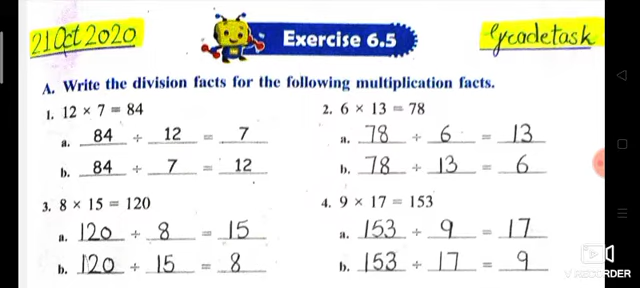 21 Oct 2020
Exercise 6.5
Gradetask
A. Write the division facts for the following multiplication facts.
1. 12 × 7 = 84
a. 84 ÷ 12 = 7
b. 84 ÷ 7 = 12
2. 6 × 13 = 78
a. 78 ÷ 6 = 13
b. 78 ÷ 13 = 6
3. 8 × 15 = 120
a. 120 ÷ 8 = 15
b. 120 ÷ 15 = 8
4. 9 × 17 = 153
a. 153 ÷ 9 = 17
b. 153 ÷ 17 = 9
V RECORDER